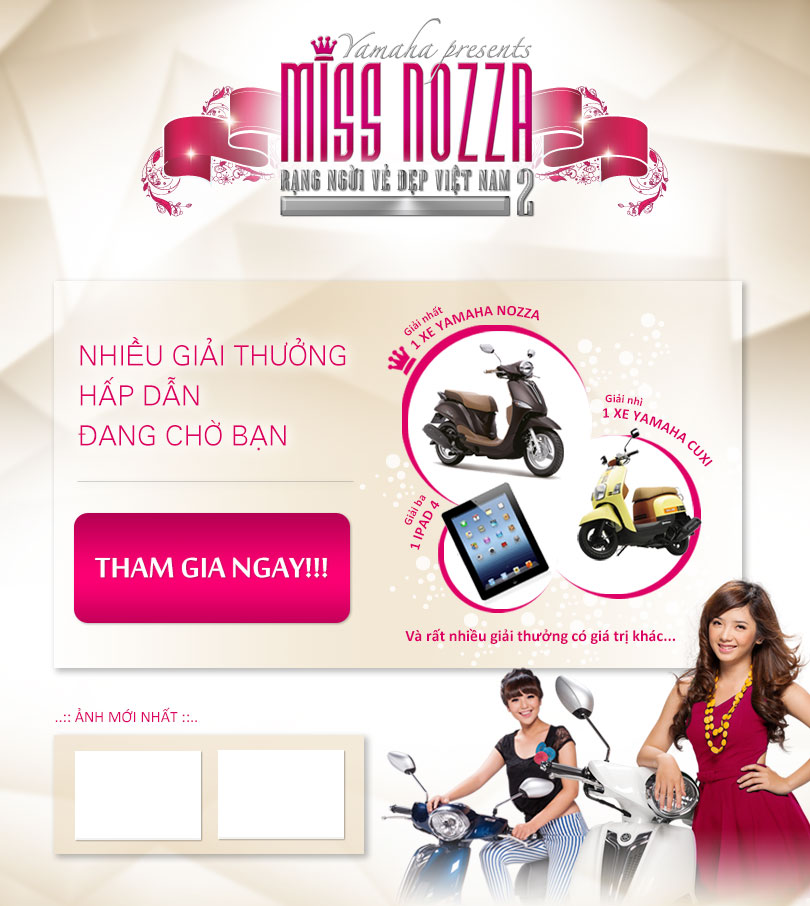 Yamaha presents
MISS NOZZA
RẠNG NGỜI VẺ ĐẸP VIỆT NAM 2
NHIỀU GIẢI THƯỞNG
HẤP DẪN
ĐANG CHỜ BẠN
THAM GIA NGAY!!!
Giải nhất
1 XE YAMAHA NOZZA
Giải nhì
1 XE YAMAHA CUXI
Giải ba
1 IPAD 4
Và rất nhiều giải thưởng có giá trị khác...
..:: ẢNH MỚI NHẤT ::..